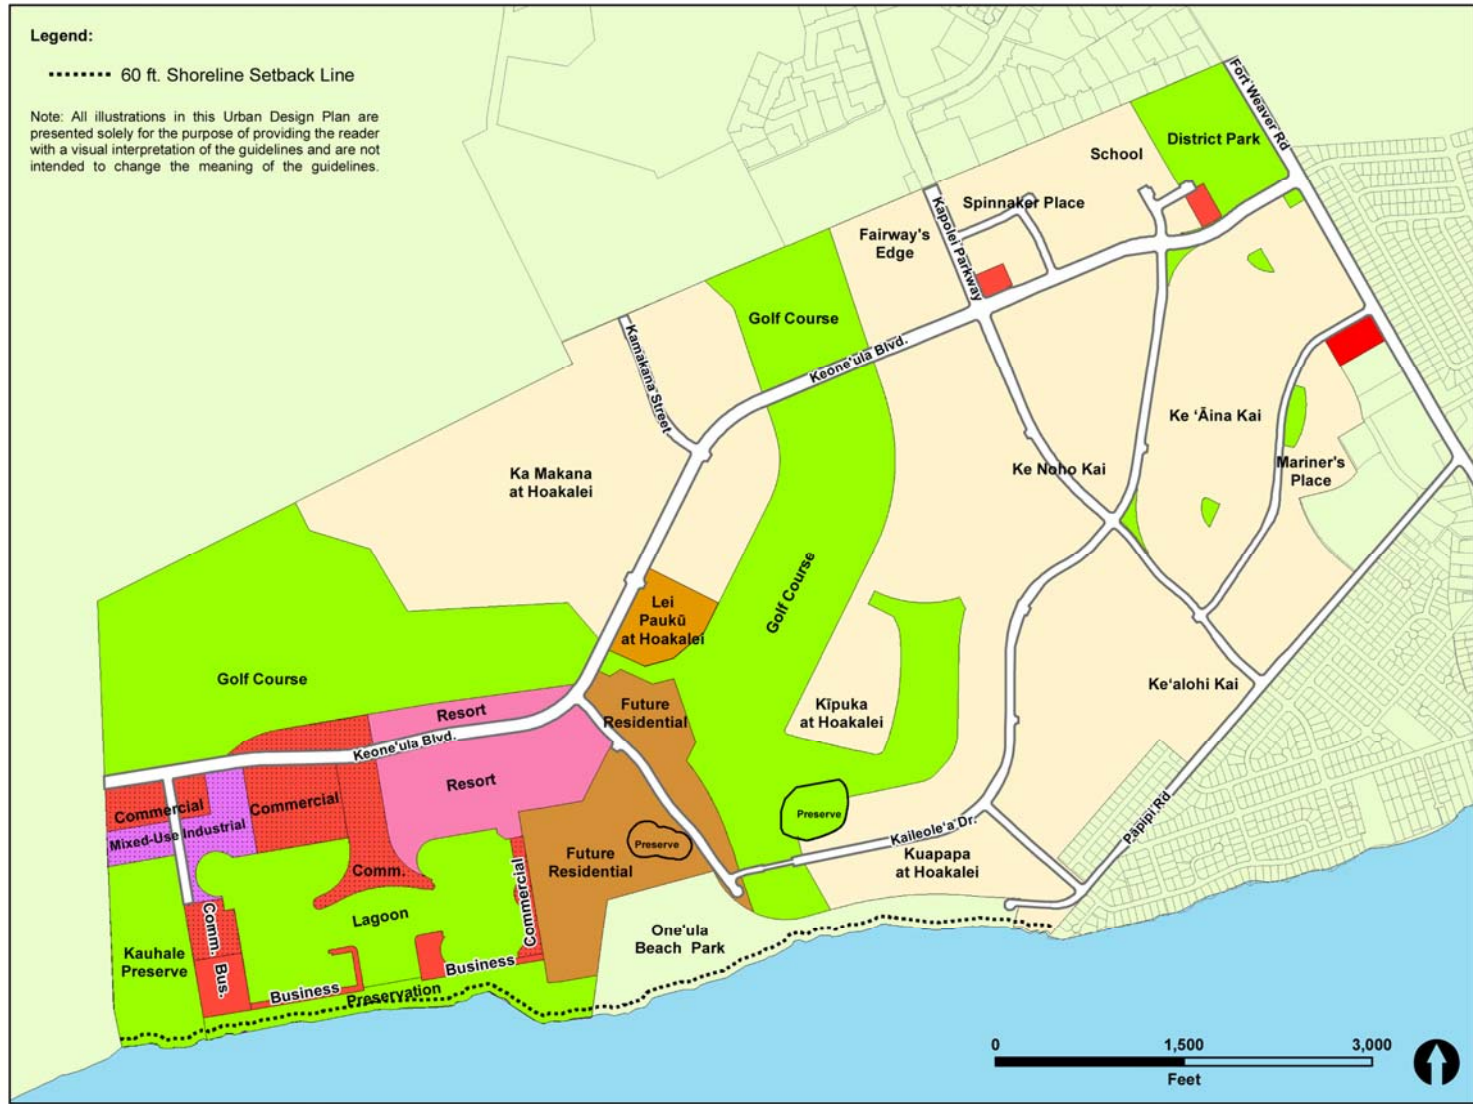 Legend:
60 ft. Shoreline Setback Line
Note: All illustrations in this Urban Design Plan are
presented solely for the purpose of providing the reader
with a visual interpretation of the guidelines and are not
intended to change the meaning of the guidelines.
Fort Weaver Rd
District Park
School
Spinnaker Place
Kapolei Parkway
Fairway's
Edge
Golf Course
Keone'ula Blvd.
Kamakana Street
Ke 'Āina Kai
Ke Noho Kai
Mariner's
Place
Ka Makana
at Hoakalei
Golf Course
Lei
Paukū
at Hoakalei
Golf Course
Ke'alohi Kai
Kīpuka
at Hoakalei
Future
Residential
Resort
Keone'ula Blvd.
Resort
Commercial
Commercial
Mixed-Use Industrial
Preserve
Preserve
Kaileole'a Dr.
Pāpipi Rd
Kuapapa
at Hoakalei
Future
Residential
Comm.
Commercial
Lagoon
Comm.
Kauhale
Preserve
Bus.
One'ula
Beach Park
Business
Business
Preservation
0 1,500 3,000
Feet